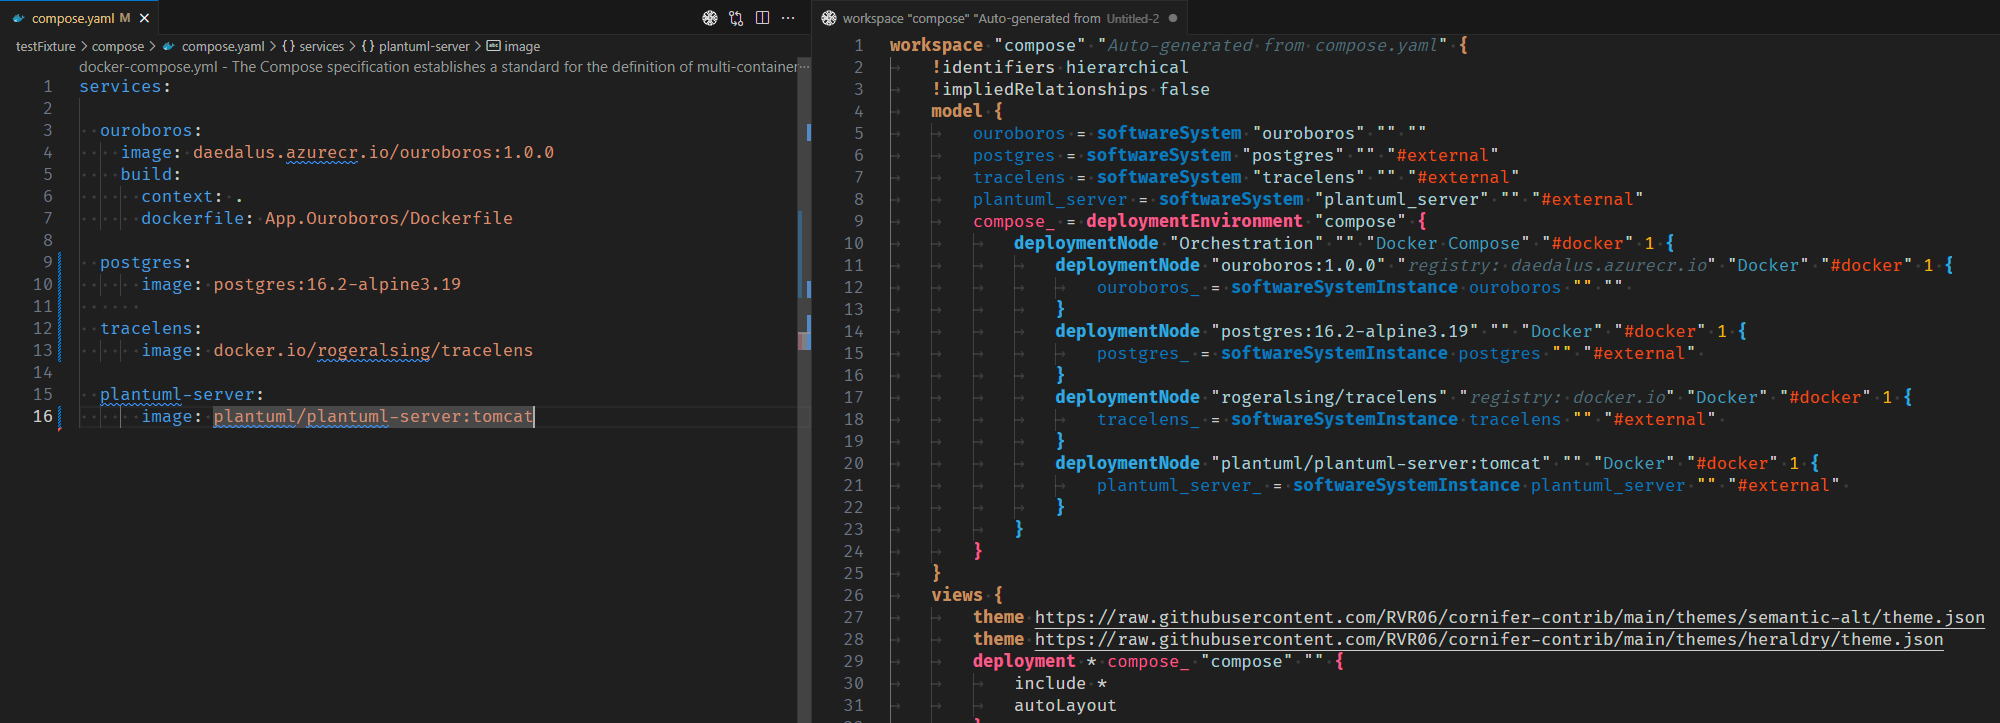 compose.yaml M
testFixture > compose > compose.yaml > {} services > {} plantuml-server > image
docker-compose.yml - The Compose specification establishes a standard for the definition of multi-container
1 services:
2
3 ouroboros:
4 image: daedalus.azurecr.io/ouroboros:1.0.0
5 build:
6 context: .
7 dockerfile: App.Ouroboros/Dockerfile
8
9 postgres:
10 image: postgres:16.2-alpine3.19
11
12 tracelens:
13 image: docker.io/rogeralsing/tracelens
14
15 plantuml-server:
16 image: plantuml/plantuml-server:tomcat
workspace "compose" "Auto-generated from Untitled-2
1 workspace "compose" "Auto-generated from compose.yaml" {
2 !identifiers hierarchical
3 !impliedRelationships false
4 model {
5 ouroboros = softwareSystem "ouroboros" "" ""
6 postgres = softwareSystem "postgres" "" "#external"
7 tracelens = softwareSystem "tracelens" "" "#external"
8 plantuml_server = softwareSystem "plantuml_server" "" "#external"
9 compose_ = deploymentEnvironment "compose" {
10 deploymentNode "Orchestration" "" "Docker Compose" "#docker" 1 {
11 deploymentNode "ouroboros:1.0.0" "registry: daedalus.azurecr.io" "Docker" "#docker" 1 {
12 ouroboros_ = softwareSystemInstance ouroboros "" ""
13 }
14 deploymentNode "postgres:16.2-alpine3.19" "" "Docker" "#docker" 1 {
15 postgres_ = softwareSystemInstance postgres "" "#external"
16 }
17 deploymentNode "rogeralsing/tracelens" "registry: docker.io" "Docker" "#docker" 1 {
18 tracelens_ = softwareSystemInstance tracelens "" "#external"
19 }
20 deploymentNode "plantuml/plantuml-server:tomcat" "" "Docker" "#docker" 1 {
21 plantuml_server_ = softwareSystemInstance plantuml_server "" "#external"
22 }
23 }
24 }
25 }
26 views {
27 theme https://raw.githubusercontent.com/RVR06/cornifer-contrib/main/themes/semantic-alt/theme.json
28 theme https://raw.githubusercontent.com/RVR06/cornifer-contrib/main/themes/heraldry/theme.json
29 deployment * compose_ "compose" "" {
30 include *
31 autoLayout